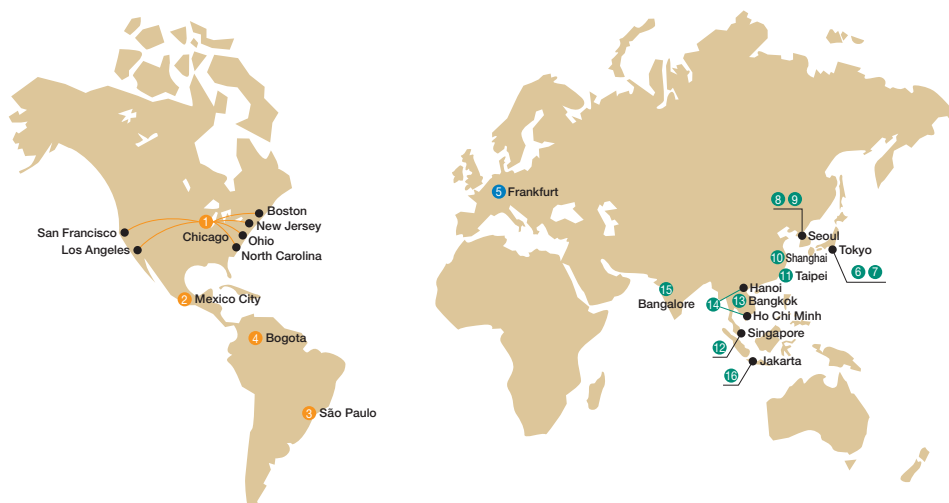 Boston
1
New Jersey
San Francisco
Chicago
Ohio
Los Angeles
North Carolina
2 Mexico City
4 Bogota
3 São Paulo
5 Frankfurt
8 9
Seoul
Tokyo
10 Shanghai
6 7
11 Taipei
15
Bangalore
Hanoi
14
13 Bangkok
Ho Chi Minh
Singapore
12
Jakarta
16